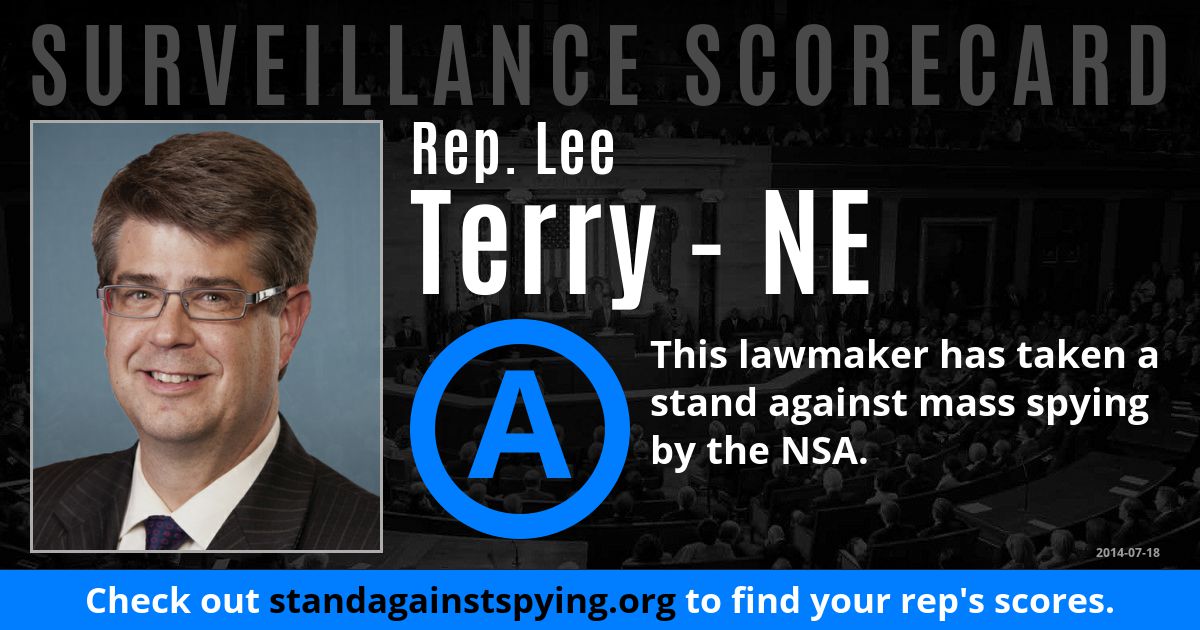 SURVEILLANCE SCORECARD
Rep. Lee
Terry - NE
A
This lawmaker has taken a
stand against mass spying
by the NSA.
2014-07-18
Check out standagainstspying.org to find your rep's scores.